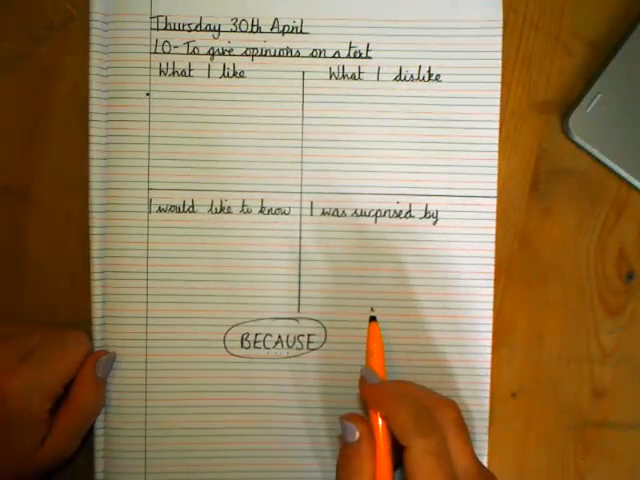 Thursday 30th April
LO- To give opinions on a text
What I like
What I dislike
I would like to know
I was surprised by
BECAUSE